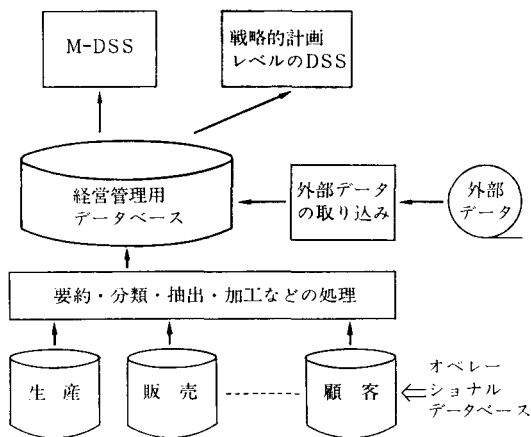 M-DSS
戦略的計画
レベルのDSS
経営管理用
データベース
外部データ
の取り込み
外部
データ
要約・分類・抽出・加工などの処理
生産
販売
顧客
オペレー
ショナル
データベース